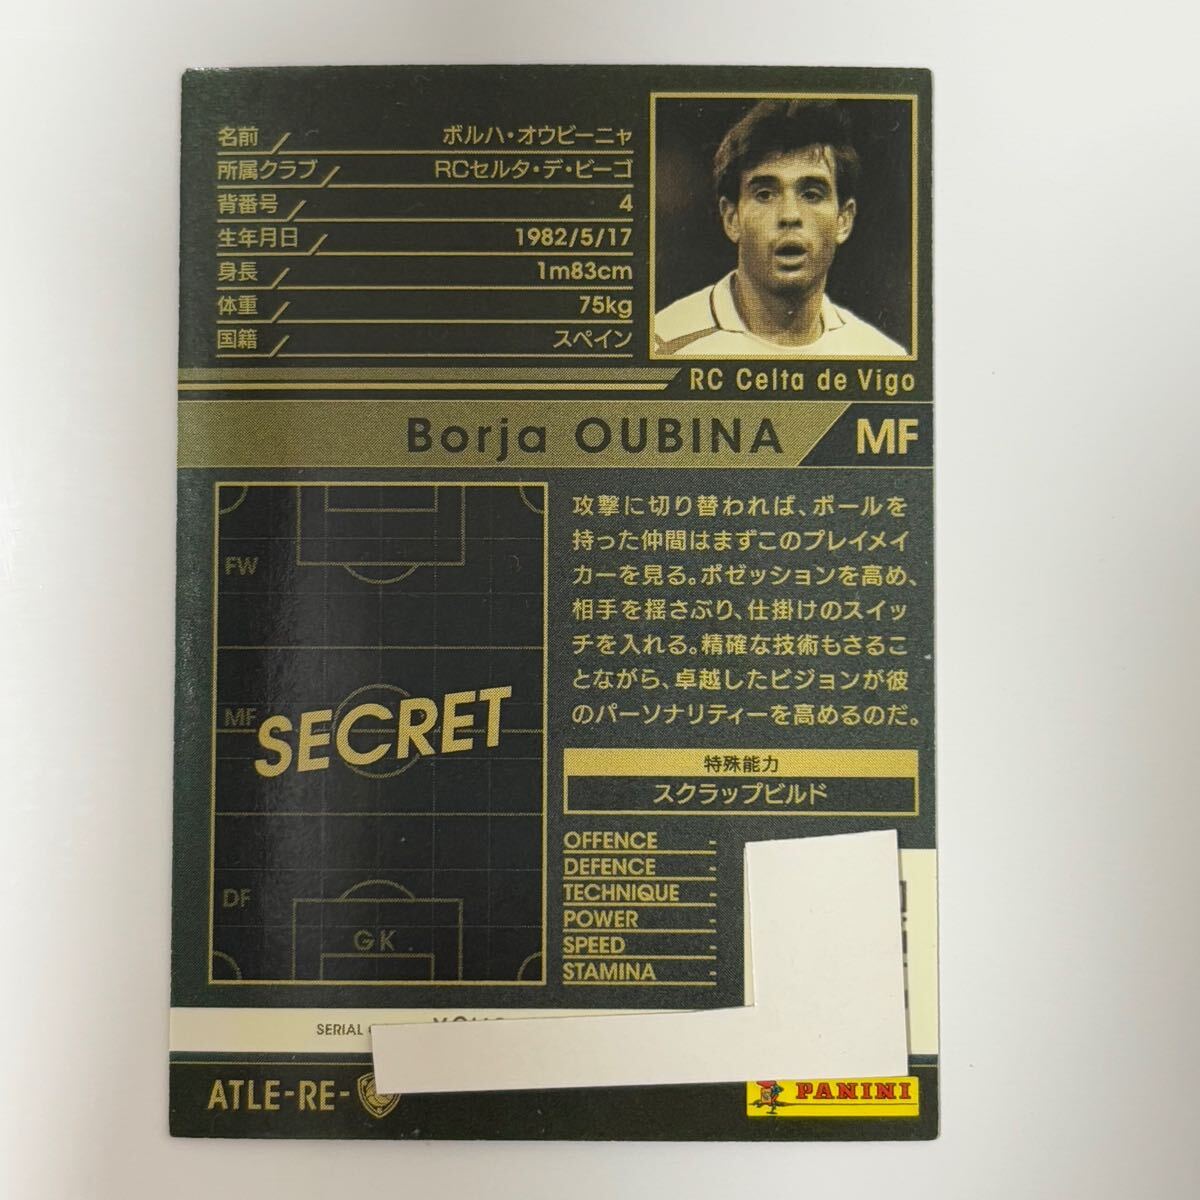 名前 ボルハ・オウビーニャ
所属クラブ RCセルタ・デ・ビーゴ
背番号 4
生年月日 1982/5/17
身長 1m83cm
体重 75kg
国籍 スペイン
RC Celta de Vigo
Borja OUBINA MF
攻撃に切り替われば、ボールを
持った仲間はまずこのプレイメイ
カーを見る。ポゼッションを高め、
相手を揺さぶり、仕掛けのスイッ
チを入れる。精確な技術もさるこ
とながら、卓越したビジョンが彼
のパーソナリティーを高めるのだ。
FW
MF
SECRET
DF
GK
特殊能力
スクラップビルド
OFFENCE -
DEFENCE -
TECHNIQUE -
POWER -
SPEED -
STAMINA -
SERIAL
ATLE-RE-
PANINI